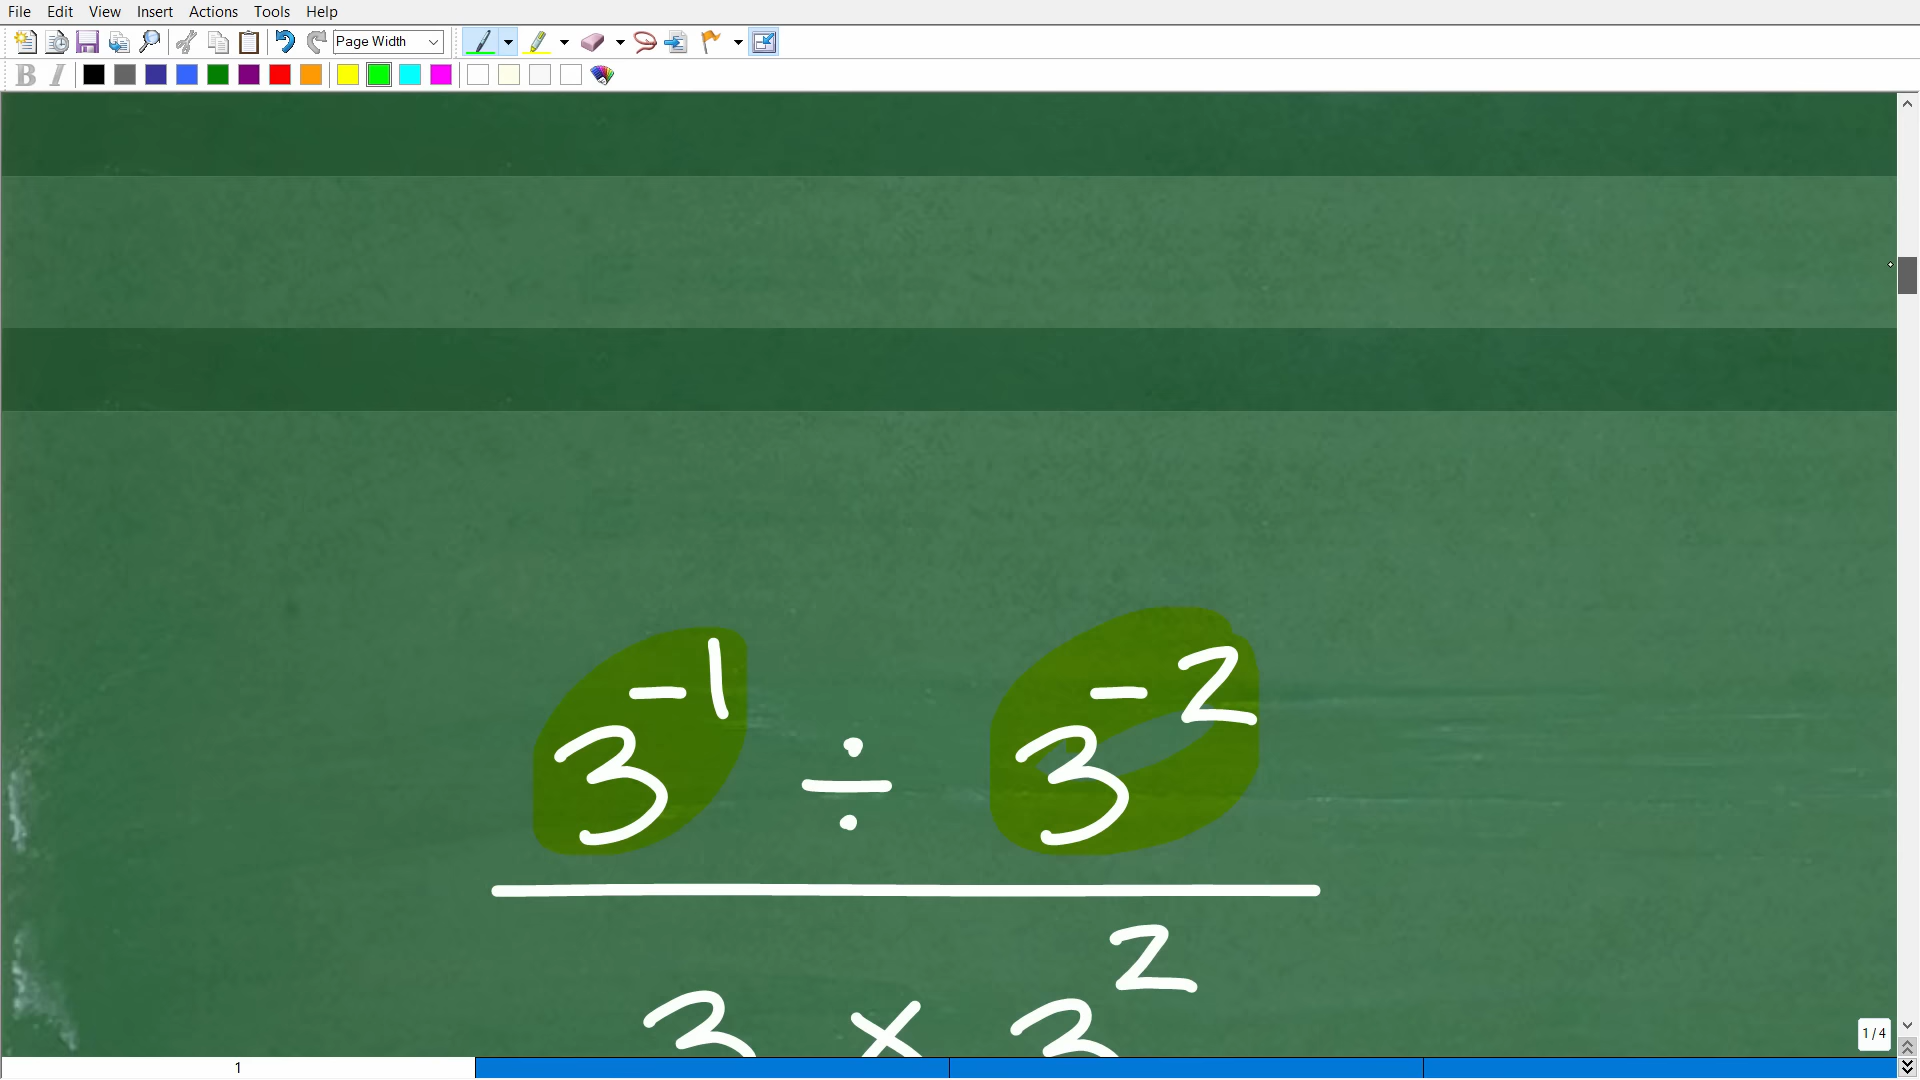 File Edit View Insert Actions Tools Help
Page Width
B I
3⁻¹ ÷ 3⁻²
3 × 3²
1 / 4
1